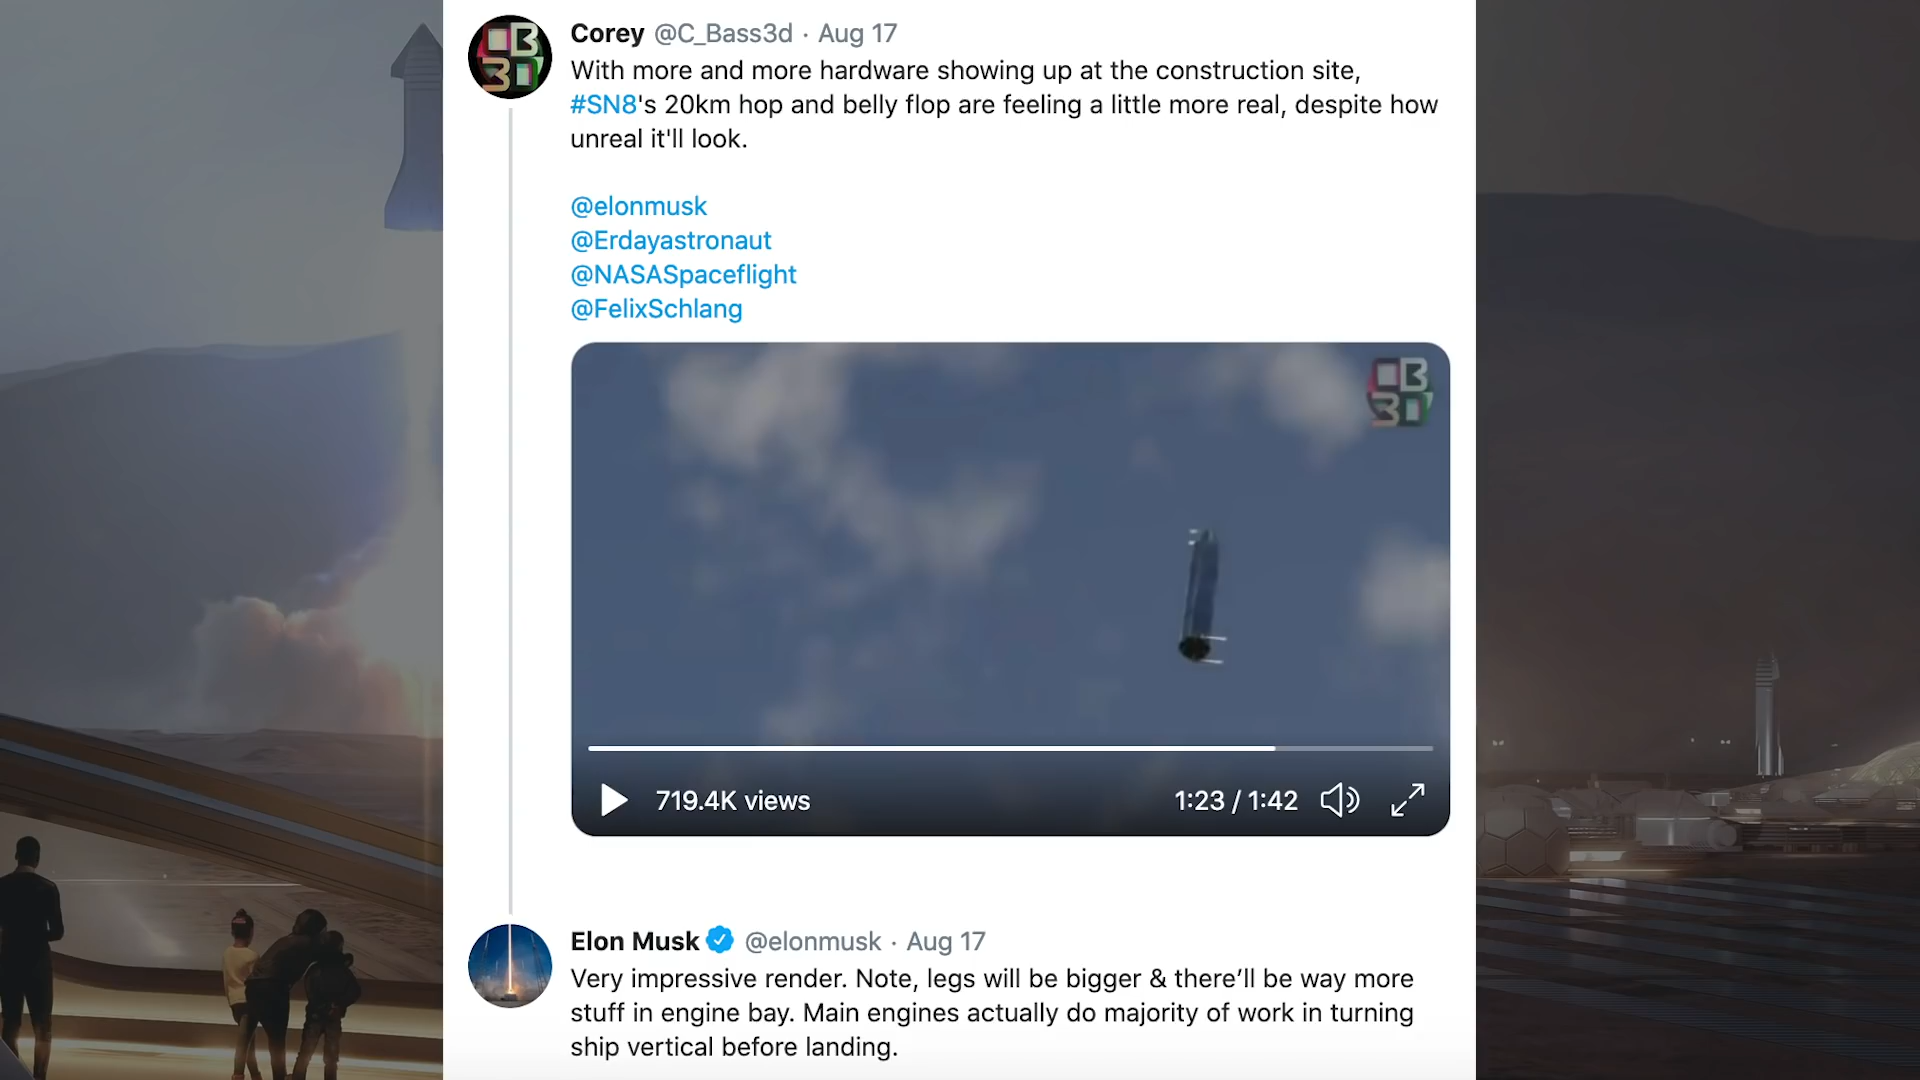 Corey @C_Bass3d · Aug 17
With more and more hardware showing up at the construction site,
#SN8's 20km hop and belly flop are feeling a little more real, despite how
unreal it'll look.
@elonmusk
@Erdayastronaut
@NASASpaceflight
@FelixSchlang
CB
3D
719.4K views
1:23 / 1:42
Elon Musk @elonmusk · Aug 17
Very impressive render. Note, legs will be bigger & there’ll be way more
stuff in engine bay. Main engines actually do majority of work in turning
ship vertical before landing.